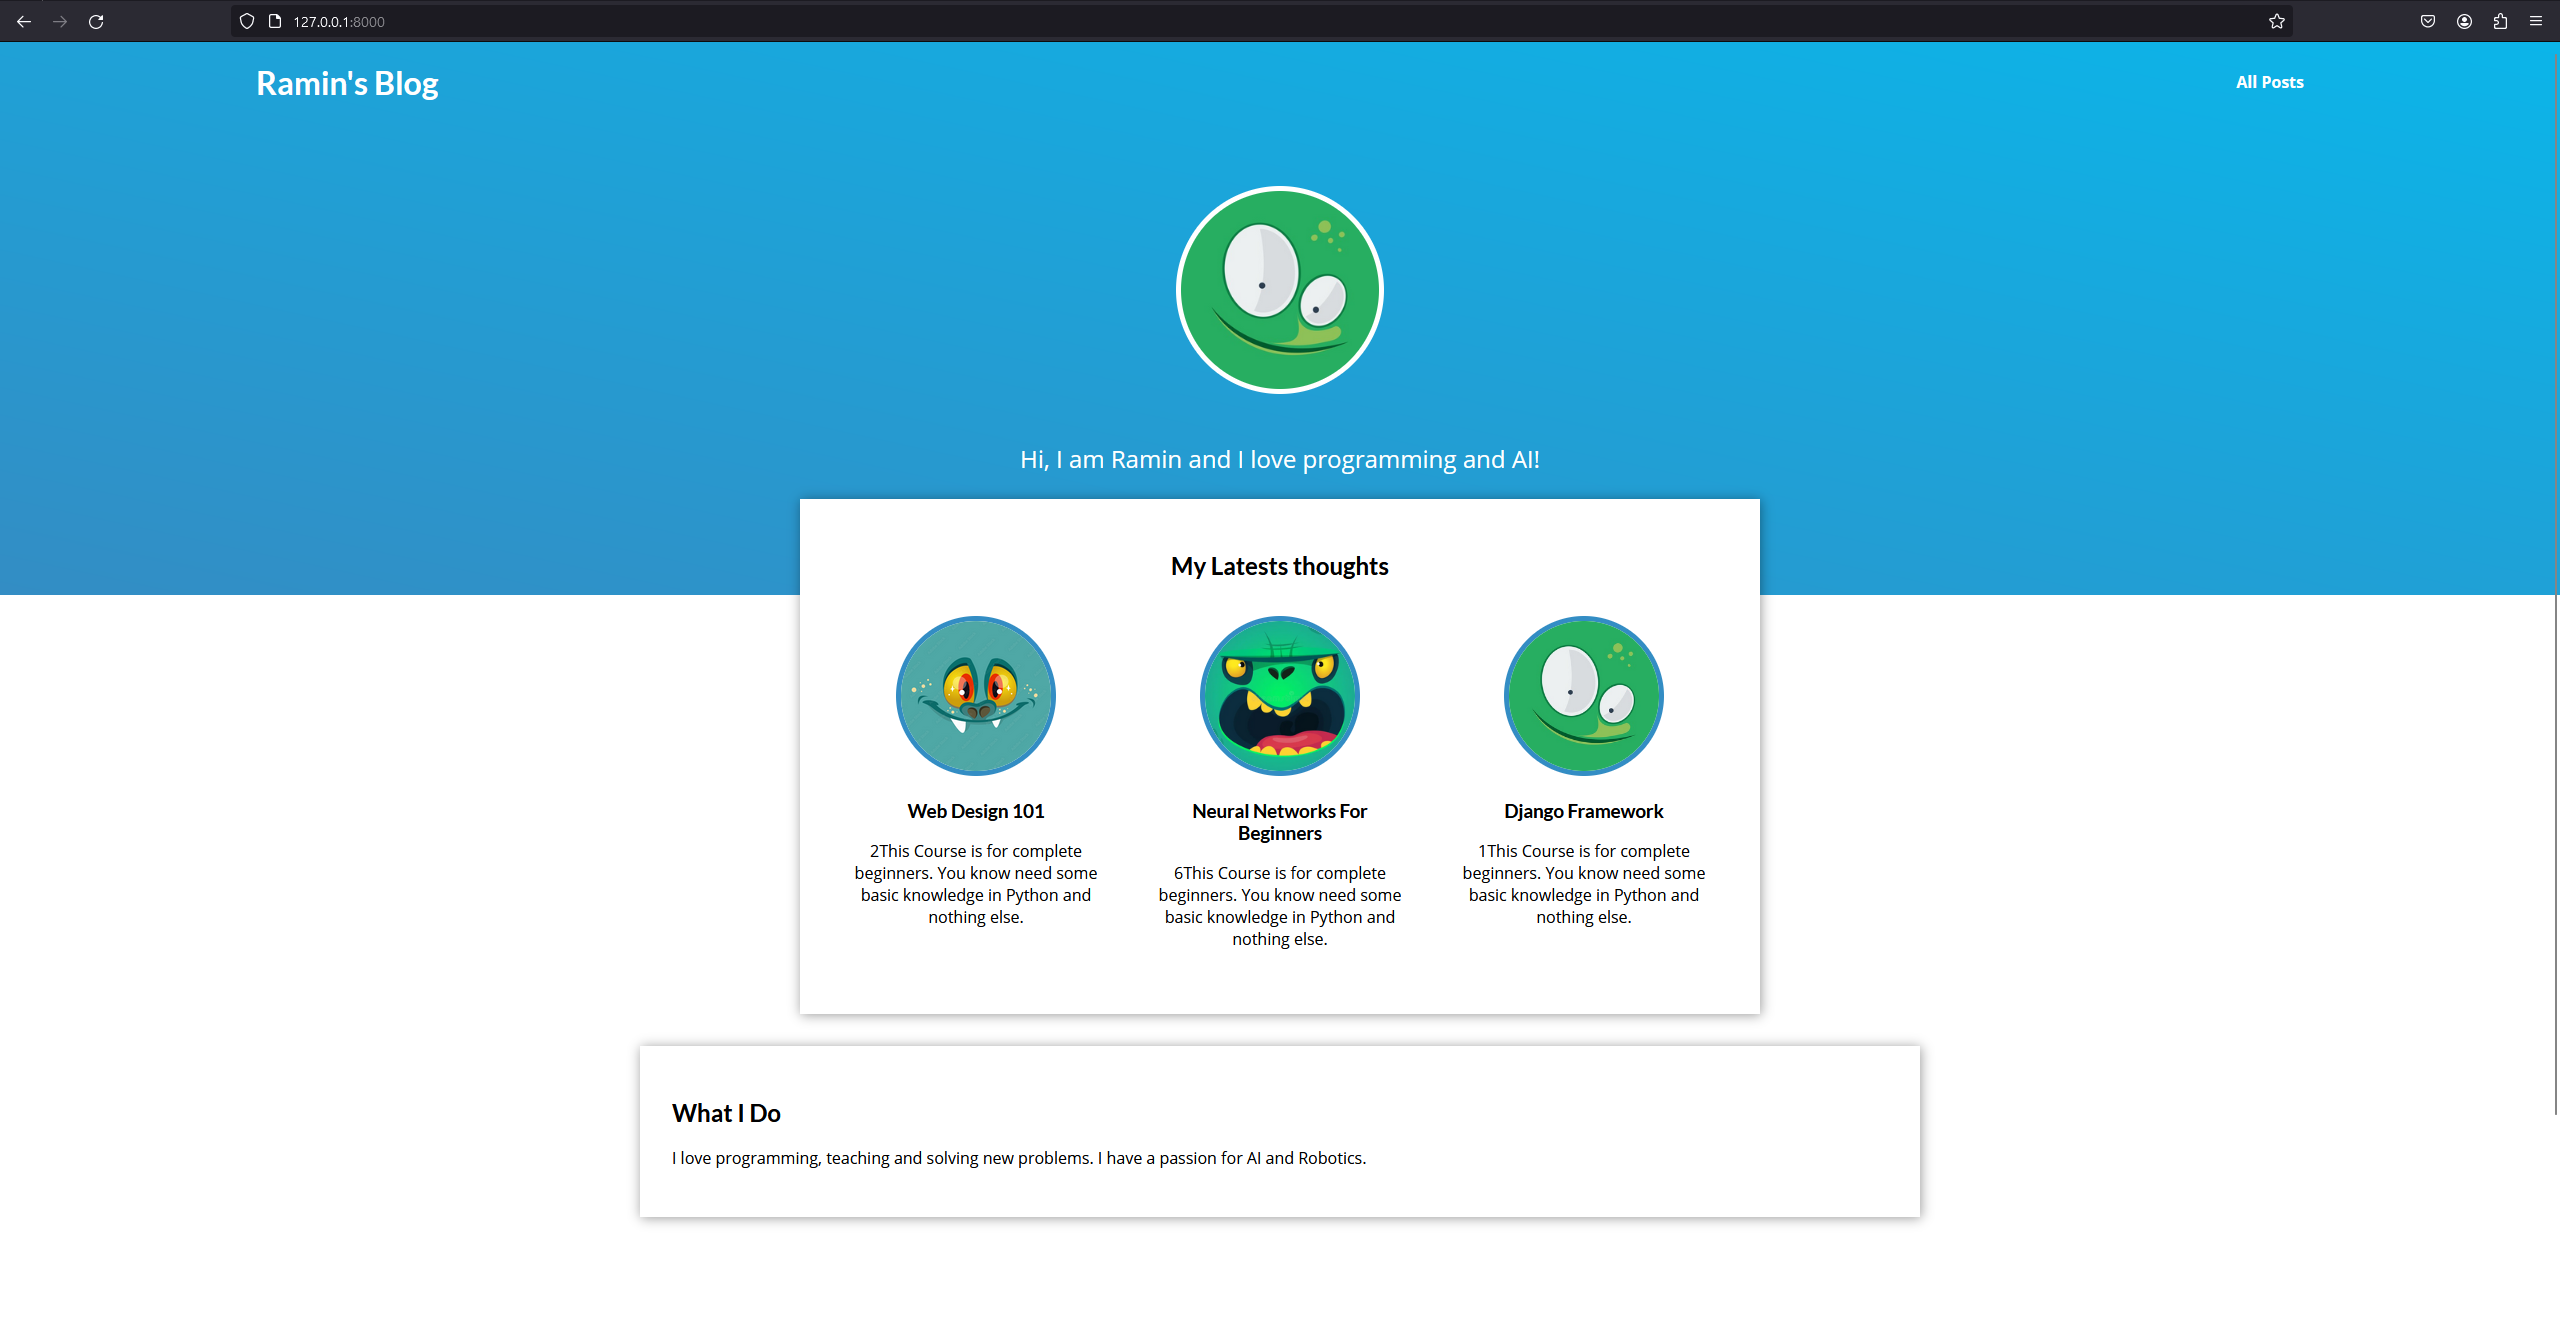 127.0.0.1:8000
Ramin's Blog
All Posts
Hi, I am Ramin and I love programming and AI!
My Latests thoughts
Web Design 101
2This Course is for complete
beginners. You know need some
basic knowledge in Python and
nothing else.
Neural Networks For
Beginners
6This Course is for complete
beginners. You know need some
basic knowledge in Python and
nothing else.
Django Framework
1This Course is for complete
beginners. You know need some
basic knowledge in Python and
nothing else.
What I Do
I love programming, teaching and solving new problems. I have a passion for AI and Robotics.